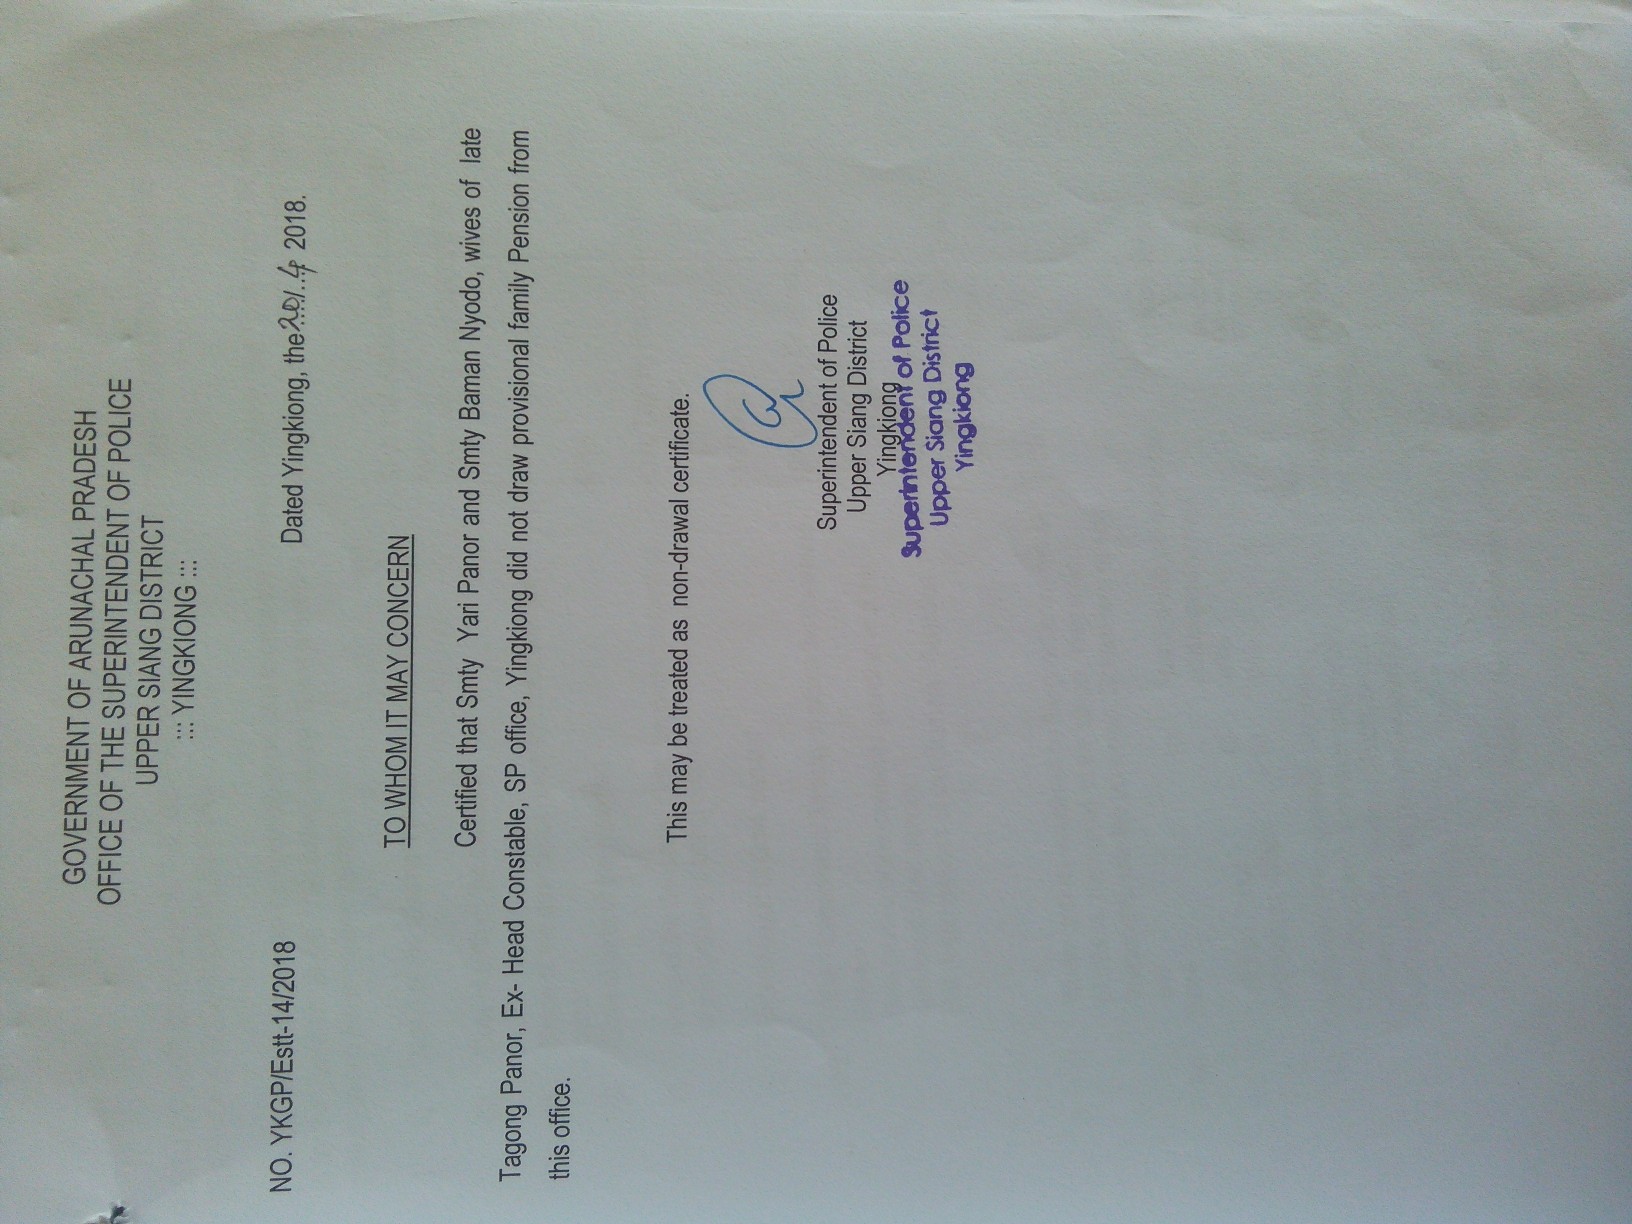 GOVERNMENT OF ARUNACHAL PRADESH
OFFICE OF THE SUPERINTENDENT OF POLICE
UPPER SIANG DISTRICT
::: YINGKIONG :::
NO. YKGP/Estt-14/2018
Dated Yingkiong, the 20/..4 2018.
TO WHOM IT MAY CONCERN
Certified that Smty Yari Panor and Smty Baman Nyodo, wives of late
Tagong Panor, Ex- Head Constable, SP office, Yingkiong did not draw provisional family Pension from
this office.
This may be treated as non-drawal certificate.
Superintendent of Police
Upper Siang District
Yingkiong
Superintendent of Police
Upper Siang District
Yingkiong